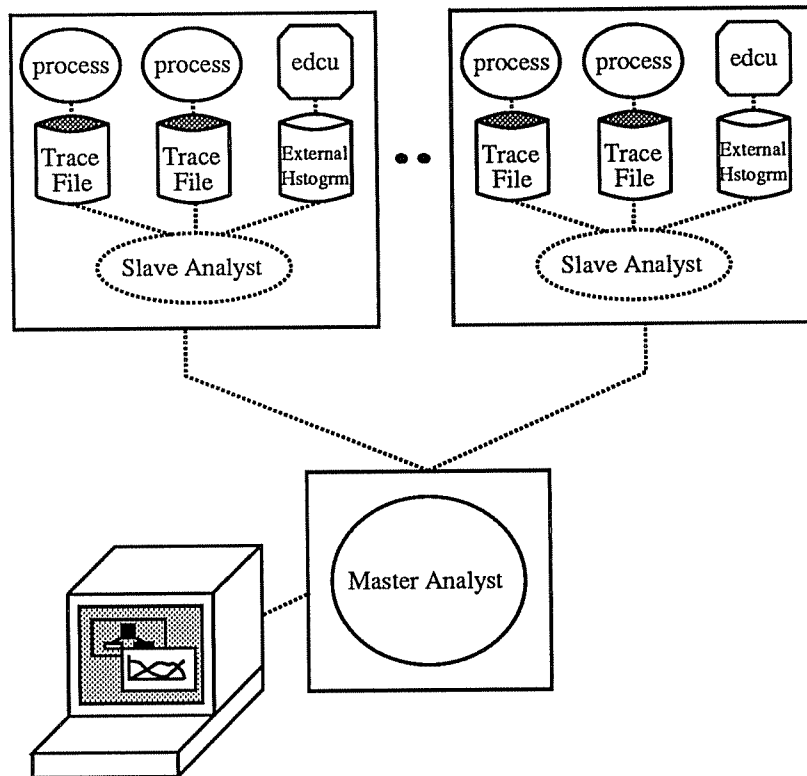 process process edcu
Trace File Trace File External Hstogrm
Slave Analyst
process process edcu
Trace File Trace File External Hstogrm
Slave Analyst
Master Analyst